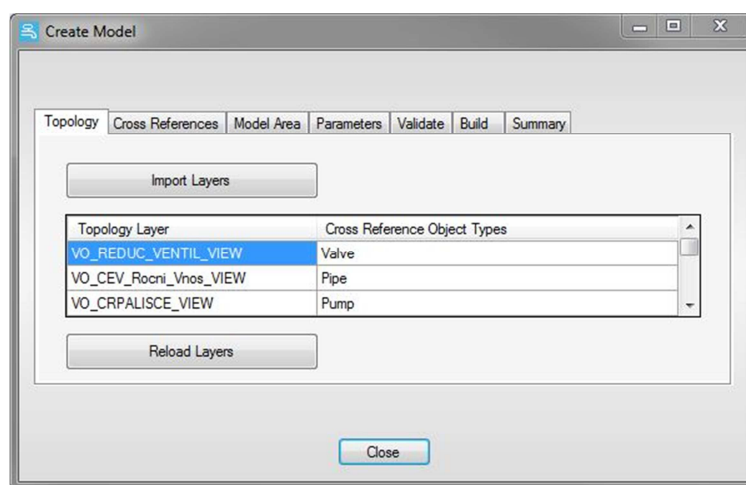 Create Model
Topology Cross References Model Area Parameters Validate Build Summary
Import Layers
Topology Layer Cross Reference Object Types
VO_REDUC_VENTIL_VIEW Valve
VO_CEV_Rocni_Vnos_VIEW Pipe
VO_CRPALISCE_VIEW Pump
Reload Layers
Close